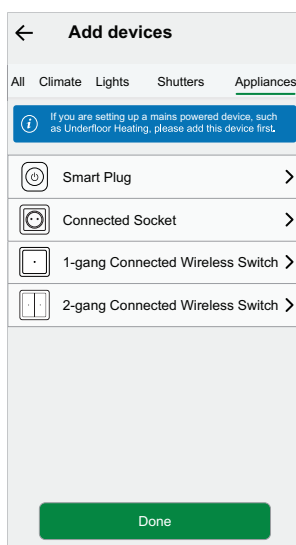 Add devices
All Climate Lights Shutters Appliances
If you are setting up a mains powered device, such
as Underfloor Heating, please add this device first.
Smart Plug
Connected Socket
1-gang Connected Wireless Switch
2-gang Connected Wireless Switch
Done